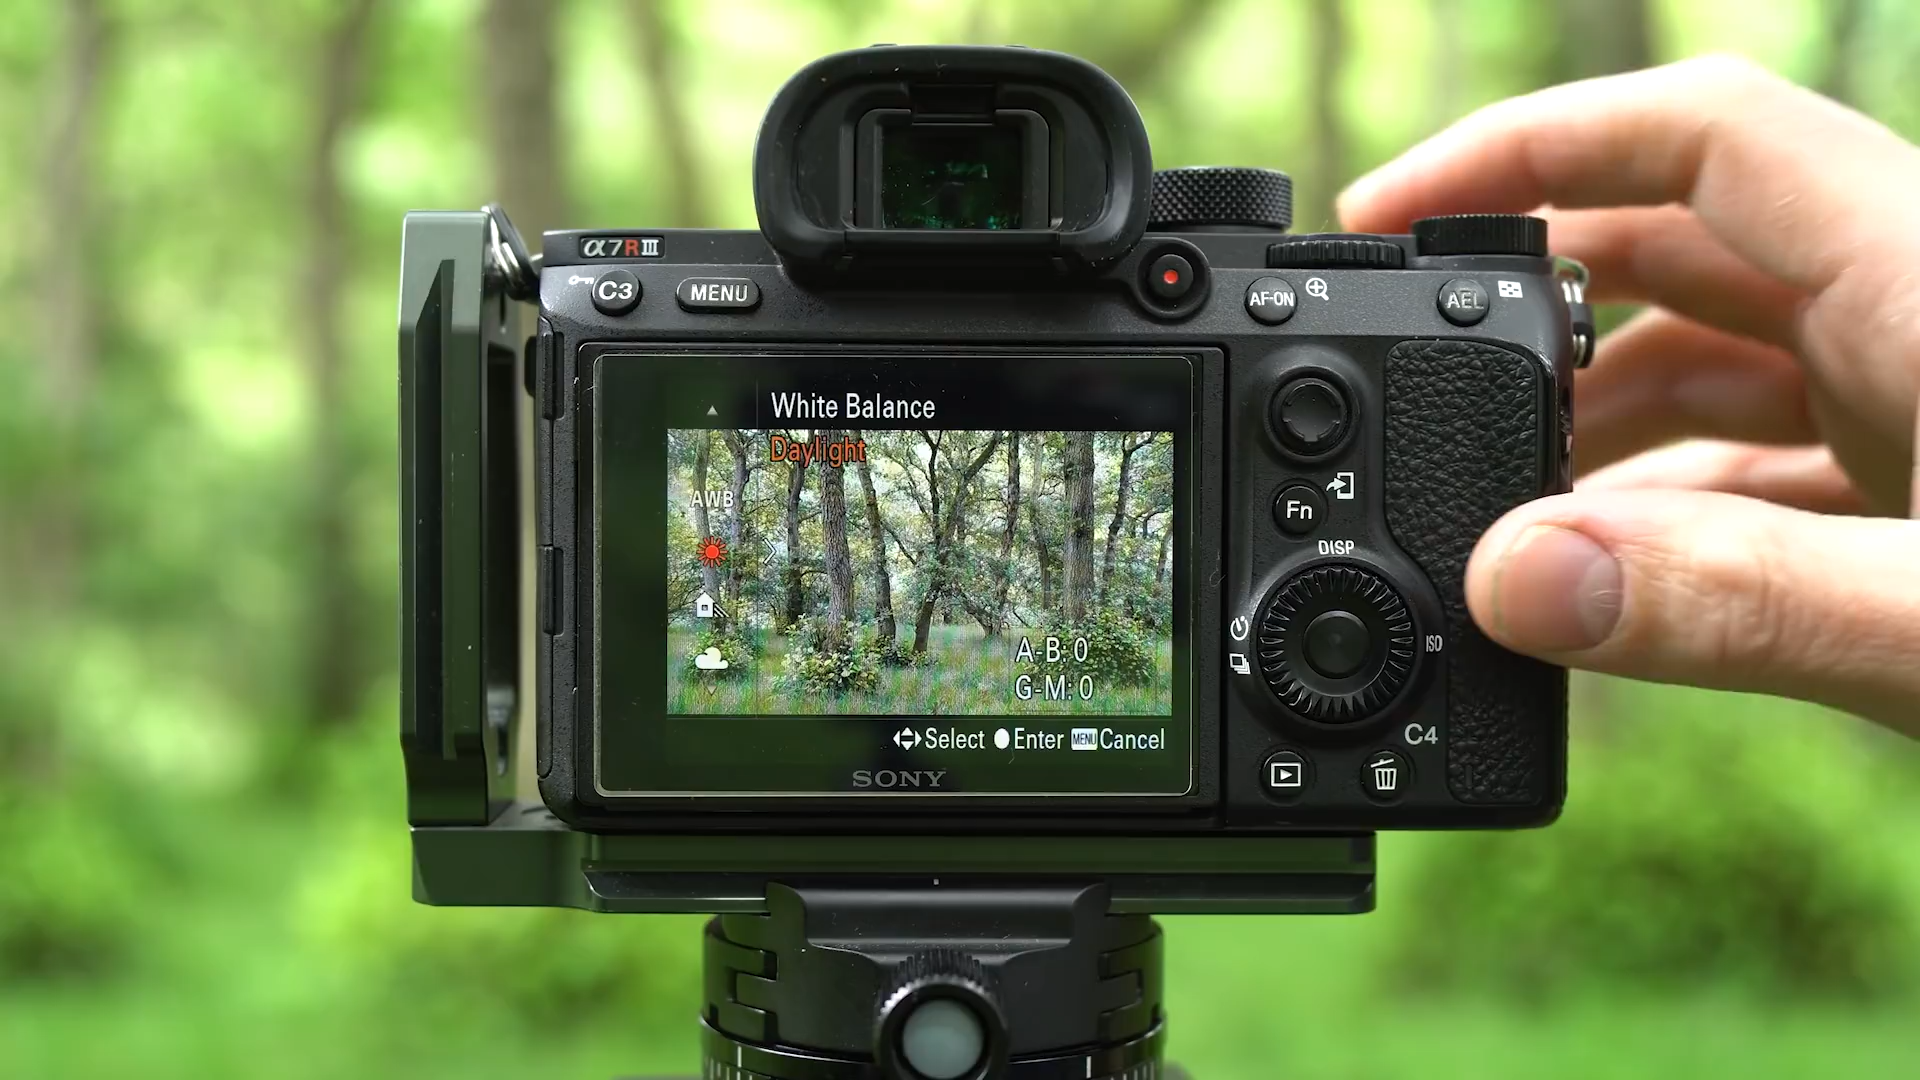 α7RIII
C3
MENU
AF-ON
AEL
White Balance
Daylight
AWB
A-B: 0
G-M: 0
Select Enter MENU Cancel
SONY
Fn
DISP
ISO
C4